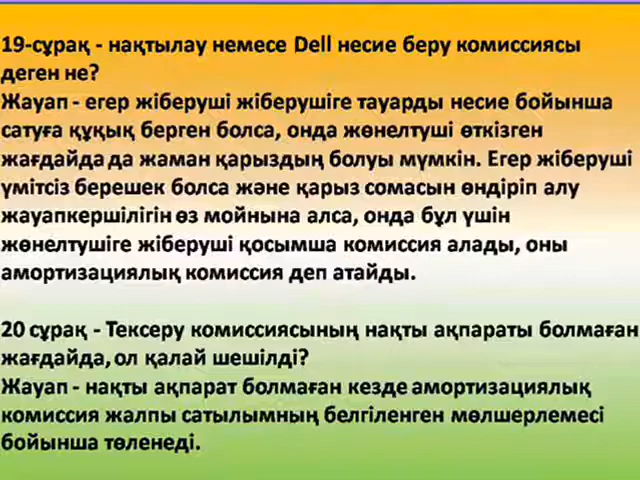 19-сұрақ - нақтылау немесе Dell несие беру комиссиясы
деген не?
Жауап - егер жіберуші жіберушіге тауарды несие бойынша
сатуға құқық берген болса, онда жөнелтуші өткізген
жағдайда да жаман қарыздың болуы мүмкін. Егер жіберуші
үмітсіз берешек болса және қарыз сомасын өндіріп алу
жауапкершілігін өз мойнына алса, онда бұл үшін
жөнелтушіге жіберуші қосымша комиссия алады, оны
амортизациялық комиссия деп атайды.
20 сұрақ - Тексеру комиссиясының нақты ақпараты болмаған
жағдайда, ол қалай шешілді?
Жауап - нақты ақпарат болмаған кезде амортизациялық
комиссия жалпы сатылымның белгіленген мөлшерлемесі
бойынша төленеді.